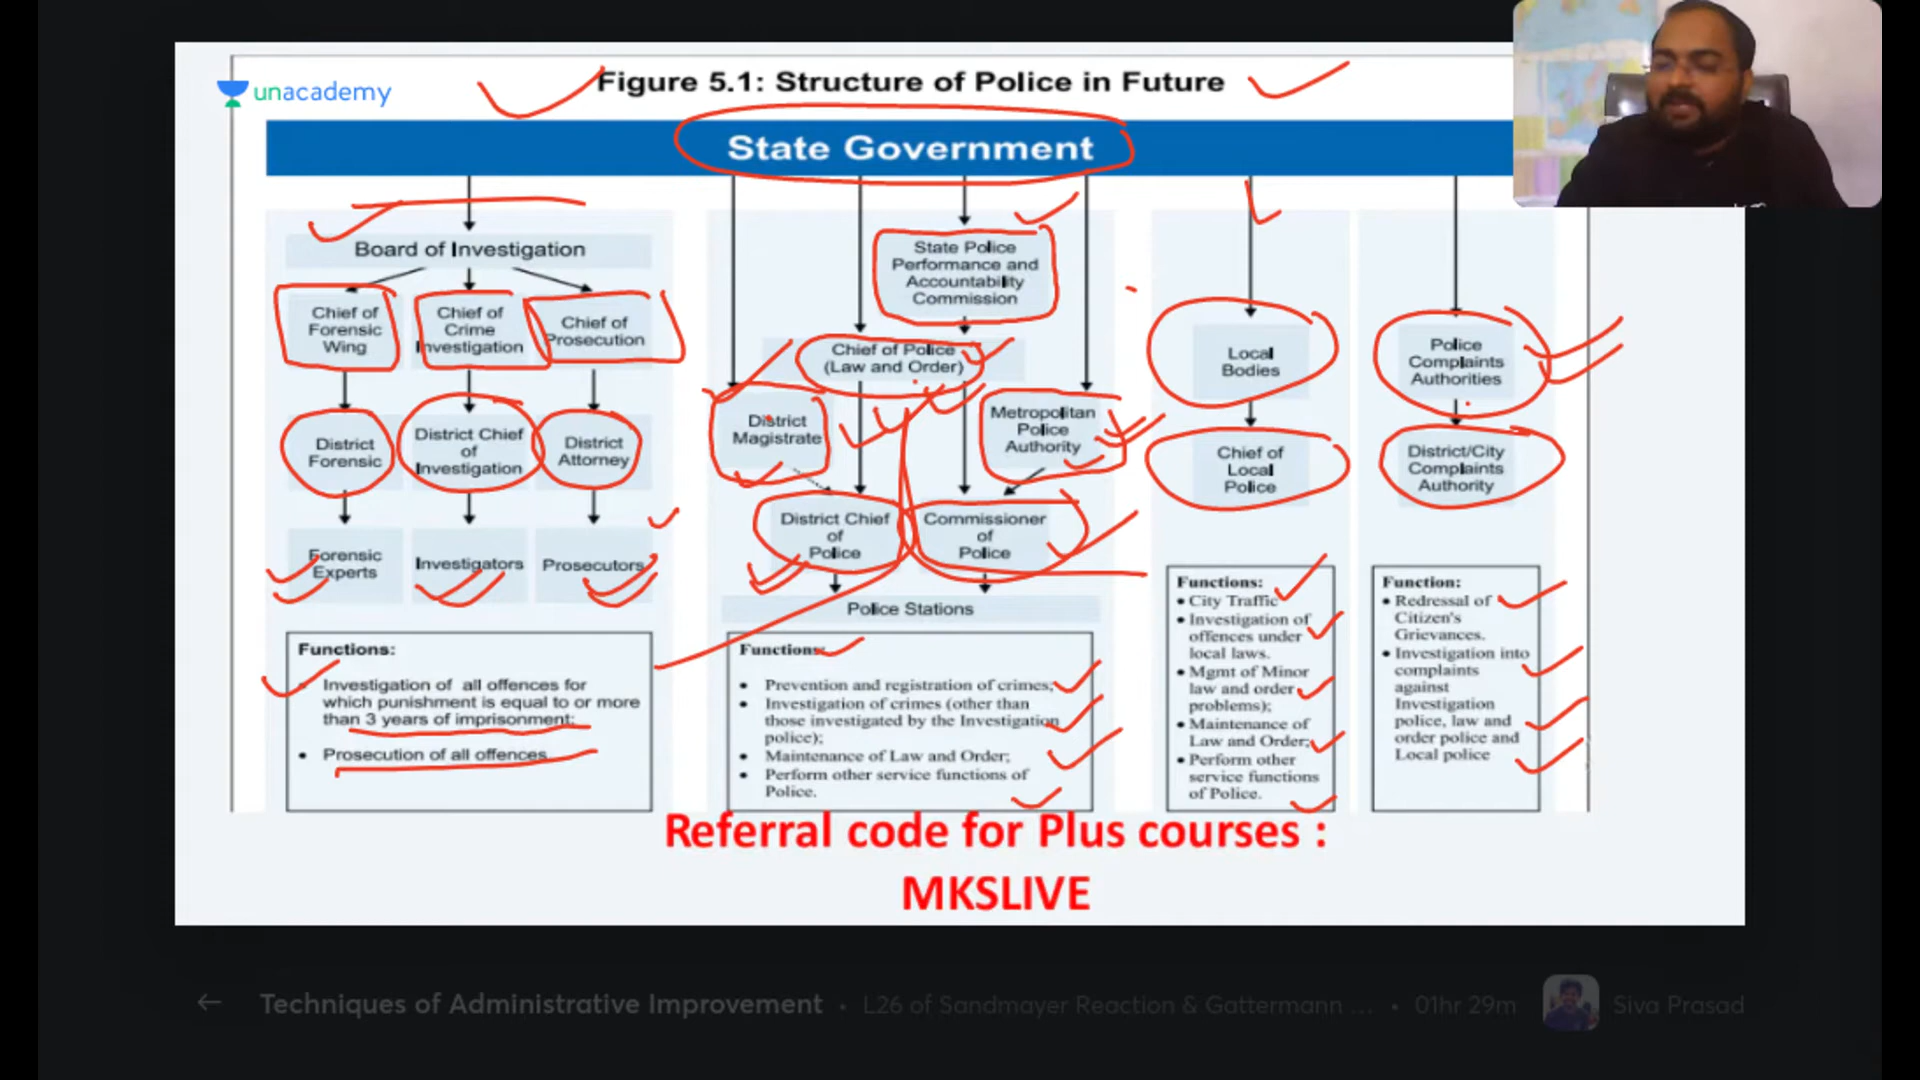 unacademy
Figure 5.1: Structure of Police in Future
State Government
Board of Investigation
Chief of
Forensic
Wing
Chief of
Crime
Investigation
Chief of
Prosecution
District
Forensic
District Chief
of
Investigation
District
Attorney
Forensic
Experts
Investigators
Prosecutors
Functions:
• Investigation of all offences for
which punishment is equal to or more
than 3 years of imprisonment;
• Prosecution of all offences
State Police
Performance and
Accountability
Commission
Chief of Police
(Law and Order)
District
Magistrate
Metropolitan
Police
Authority
District Chief
of
Police
Commissioner
of
Police
Police Stations
Functions:
• Prevention and registration of crimes;
• Investigation of crimes (other than
those investigated by the Investigation
police);
• Maintenance of Law and Order;
• Perform other service functions of
Police.
Local
Bodies
Chief of
Local
Police
Functions:
• City Traffic
• Investigation of
offences under
local laws.
• Mgmt of Minor
law and order
problems);
• Maintenance of
Law and Order;
• Perform other
service functions
of Police.
Police
Complaints
Authorities
District/City
Complaints
Authority
Function:
• Redressal of
Citizen's
Grievances.
• Investigation into
complaints
against
Investigation
police, law and
order police and
Local police
Referral code for Plus courses :
MKSLIVE
Techniques of Administrative Improvement • L26 of Sandmayer Reaction & Gattermann ... • 01hr 29m Siva Prasad